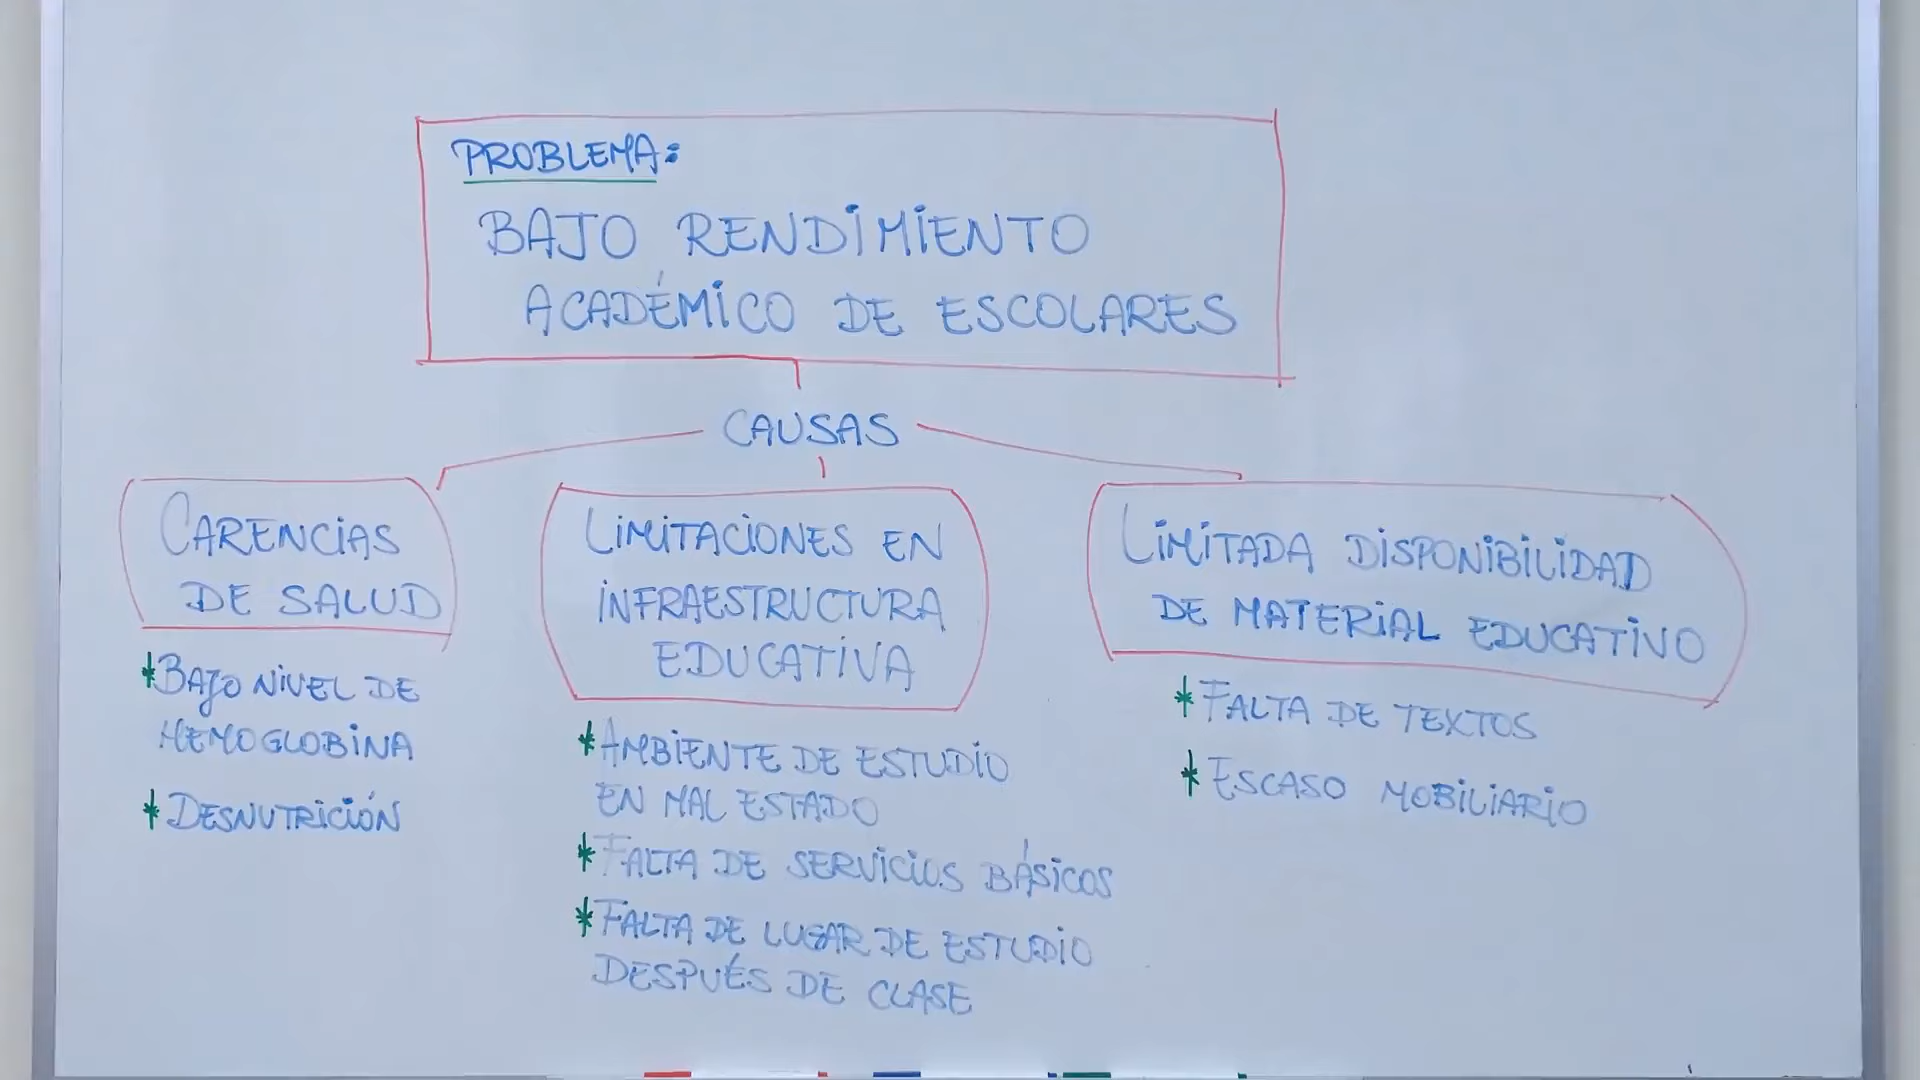 PROBLEMA:
BAJO RENDIMIENTO
ACADÉMICO DE ESCOLARES
CAUSAS
CARENCIAS
DE SALUD
* BAJO NIVEL DE
HEMOGLOBINA
* DESNUTRICIÓN
LIMITACIONES EN
INFRAESTRUCTURA
EDUCATIVA
* AMBIENTE DE ESTUDIO
EN MAL ESTADO
* FALTA DE SERVICIOS BÁSICOS
* FALTA DE LUGAR DE ESTUDIO
DESPUÉS DE CLASE
LIMITADA DISPONIBILIDAD
DE MATERIAL EDUCATIVO
* FALTA DE TEXTOS
* ESCASO MOBILIARIO